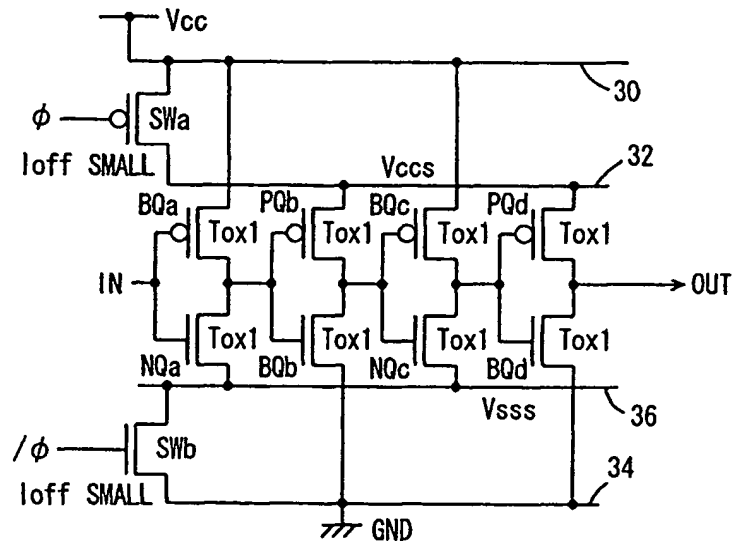 Vcc
30
φ
SWa
Ioff SMALL
32
Vccs
BQa PQb BQc PQd
Tox1 Tox1 Tox1 Tox1
IN
OUT
Tox1 Tox1 Tox1 Tox1
NQa BQb NQc BQd
Vsss
36
/φ
SWb
34
Ioff SMALL
GND